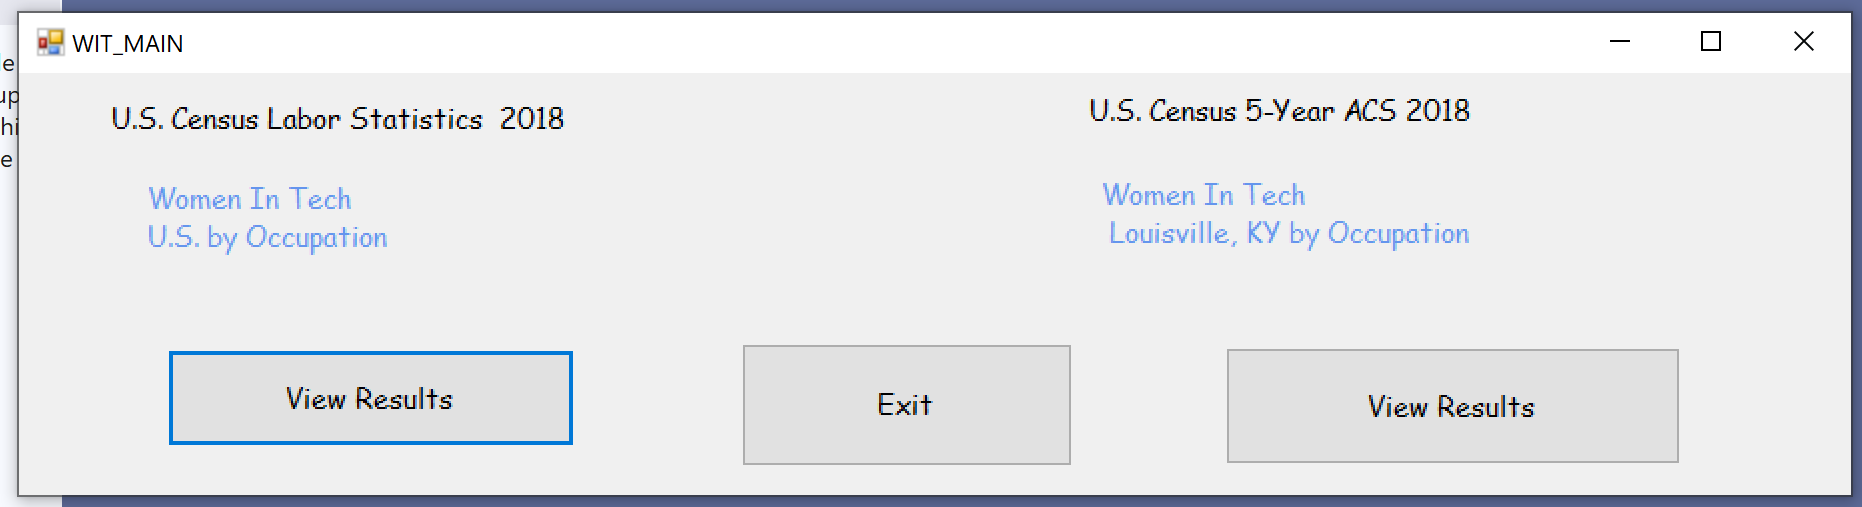 WIT_MAIN
U.S. Census Labor Statistics 2018
U.S. Census 5-Year ACS 2018
Women In Tech
U.S. by Occupation
Women In Tech
Louisville, KY by Occupation
View Results
Exit
View Results